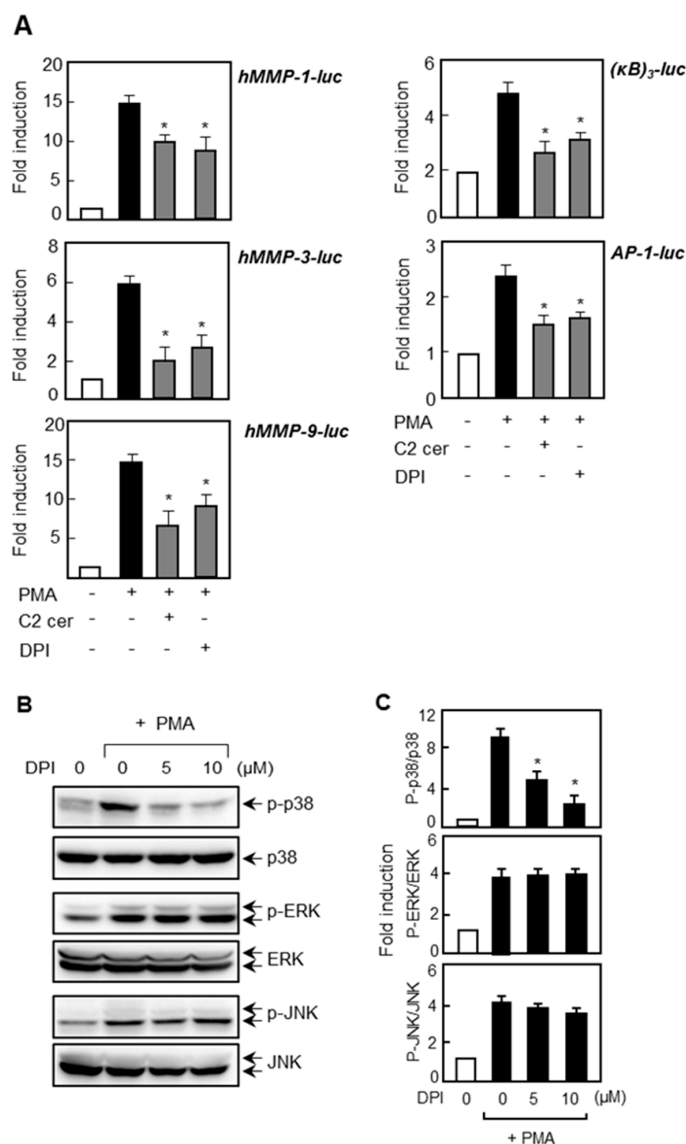 A
hMMP-1-luc
Fold induction
20
15
10
5
0
* *
hMMP-3-luc
Fold induction
8
6
4
2
0
* *
hMMP-9-luc
Fold induction
20
15
10
5
* *
PMA - + + +
C2 cer - - + -
DPI - - - +
(κB)3-luc
Fold induction
6
4
2
0
* *
AP-1-luc
Fold induction
3
2
1
0
* *
PMA - + + +
C2 cer - - + -
DPI - - - +
B
+ PMA
DPI 0 0 5 10 (μM)
p-p38
p38
p-ERK
ERK
p-JNK
JNK
C
Fold induction
P-p38/p38
12
8
4
0
* *
P-ERK/ERK
6
4
2
0
P-JNK/JNK
6
4
2
0
DPI 0 0 5 10 (μM)
+ PMA